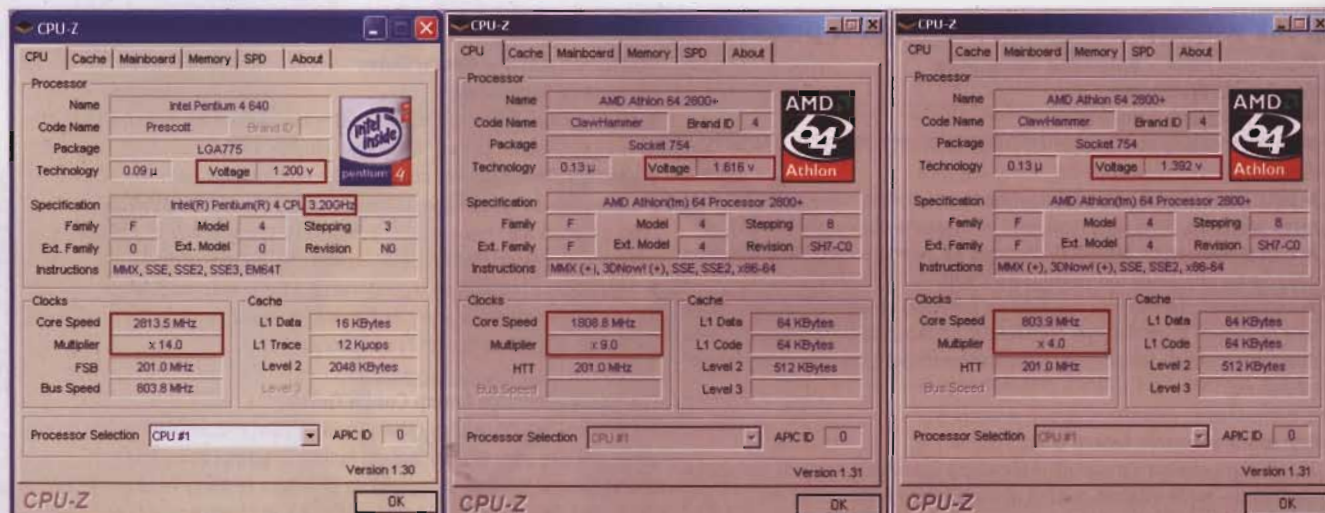 CPU-Z
CPU Cache Mainboard Memory SPD About
Processor
Name Intel Pentium 4 640
Code Name Prescott Brand ID
Package LGA775
Technology 0.09 µ Voltage 1.200 v
intel inside
pentium 4
Specification Intel(R) Pentium(R) 4 CPU 3.20GHz
Family F Model 4 Stepping 3
Ext. Family 0 Ext. Model 0 Revision N0
Instructions MMX, SSE, SSE2, SSE3, EM64T
Clocks Cache
Core Speed 2813.5 MHz L1 Data 16 KBytes
Multiplier x 14.0 L1 Trace 12 Kµops
FSB 201.0 MHz Level 2 2048 KBytes
Bus Speed 803.8 MHz Level 3
Processor Selection CPU #1 APIC ID 0
Version 1.30
CPU-Z OK
CPU-Z
CPU Cache Mainboard Memory SPD About
Processor
Name AMD Athlon 64 2800+
Code Name ClawHammer Brand ID 4
Package Socket 754
Technology 0.13 µ Voltage 1.616 v
AMD
64
Athlon
Specification AMD Athlon(tm) 64 Processor 2800+
Family F Model 4 Stepping 8
Ext. Family F Ext. Model 4 Revision SH7-C0
Instructions MMX (+), 3DNow! (+), SSE, SSE2, x86-64
Clocks Cache
Core Speed 1808.8 MHz L1 Data 64 KBytes
Multiplier x 9.0 L1 Code 64 KBytes
HTT 201.0 MHz Level 2 512 KBytes
Bus Speed Level 3
Processor Selection CPU #1 APIC ID 0
Version 1.31
CPU-Z OK
CPU-Z
CPU Cache Mainboard Memory SPD About
Processor
Name AMD Athlon 64 2800+
Code Name ClawHammer Brand ID 4
Package Socket 754
Technology 0.13 µ Voltage 1.392 v
AMD
64
Athlon
Specification AMD Athlon(tm) 64 Processor 2800+
Family F Model 4 Stepping 8
Ext. Family F Ext. Model 4 Revision SH7-C0
Instructions MMX (+), 3DNow! (+), SSE, SSE2, x86-64
Clocks Cache
Core Speed 803.9 MHz L1 Data 64 KBytes
Multiplier x 4.0 L1 Code 64 KBytes
HTT 201.0 MHz Level 2 512 KBytes
Bus Speed Level 3
Processor Selection CPU #1 APIC ID 0
Version 1.31
CPU-Z OK